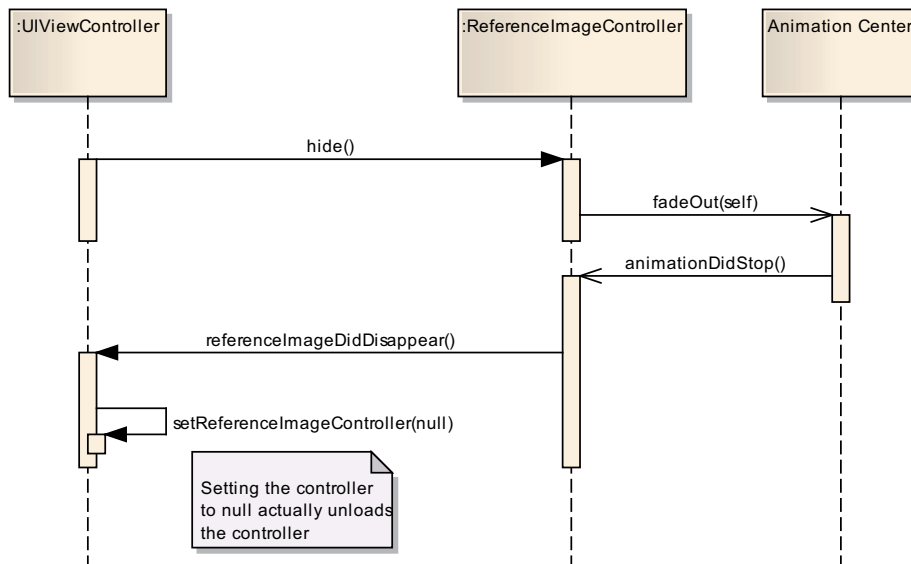 :UIViewController
:ReferenceImageController
Animation Center
hide()
fadeOut(self)
animationDidStop()
referenceImageDidDisappear()
setReferenceImageController(null)
Setting the controller
to null actually unloads
the controller